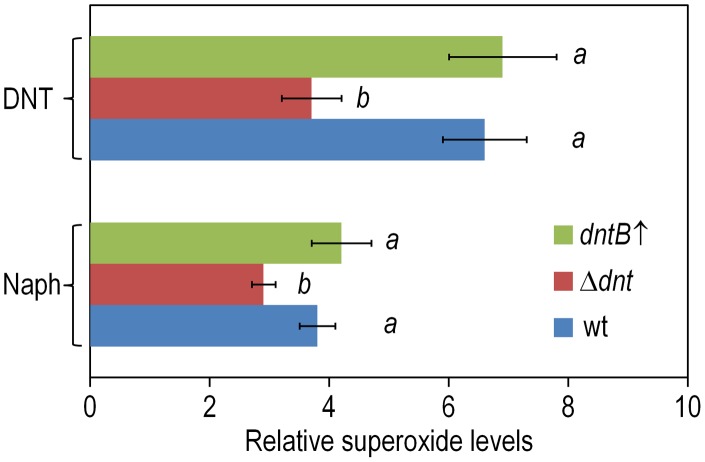 DNT
a
b
a
Naph
a
b
a
dntB↑
Δdnt
wt
0 2 4 6 8 10
Relative superoxide levels